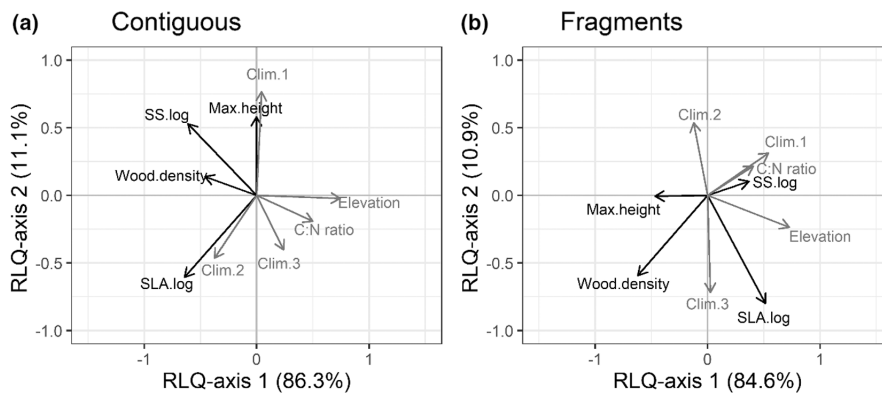 (a) Contiguous
RLQ-axis 2 (11.1%)
1.0
0.5
0.0
-0.5
-1.0
Clim.1
Max.height
SS.log
Wood.density
Elevation
C:N ratio
Clim.2
Clim.3
SLA.log
-1 0 1
RLQ-axis 1 (86.3%)
(b) Fragments
RLQ-axis 2 (10.9%)
1.0
0.5
0.0
-0.5
-1.0
Clim.2
Clim.1
C:N ratio
SS.log
Max.height
Elevation
Wood.density
Clim.3
SLA.log
-1 0 1
RLQ-axis 1 (84.6%)